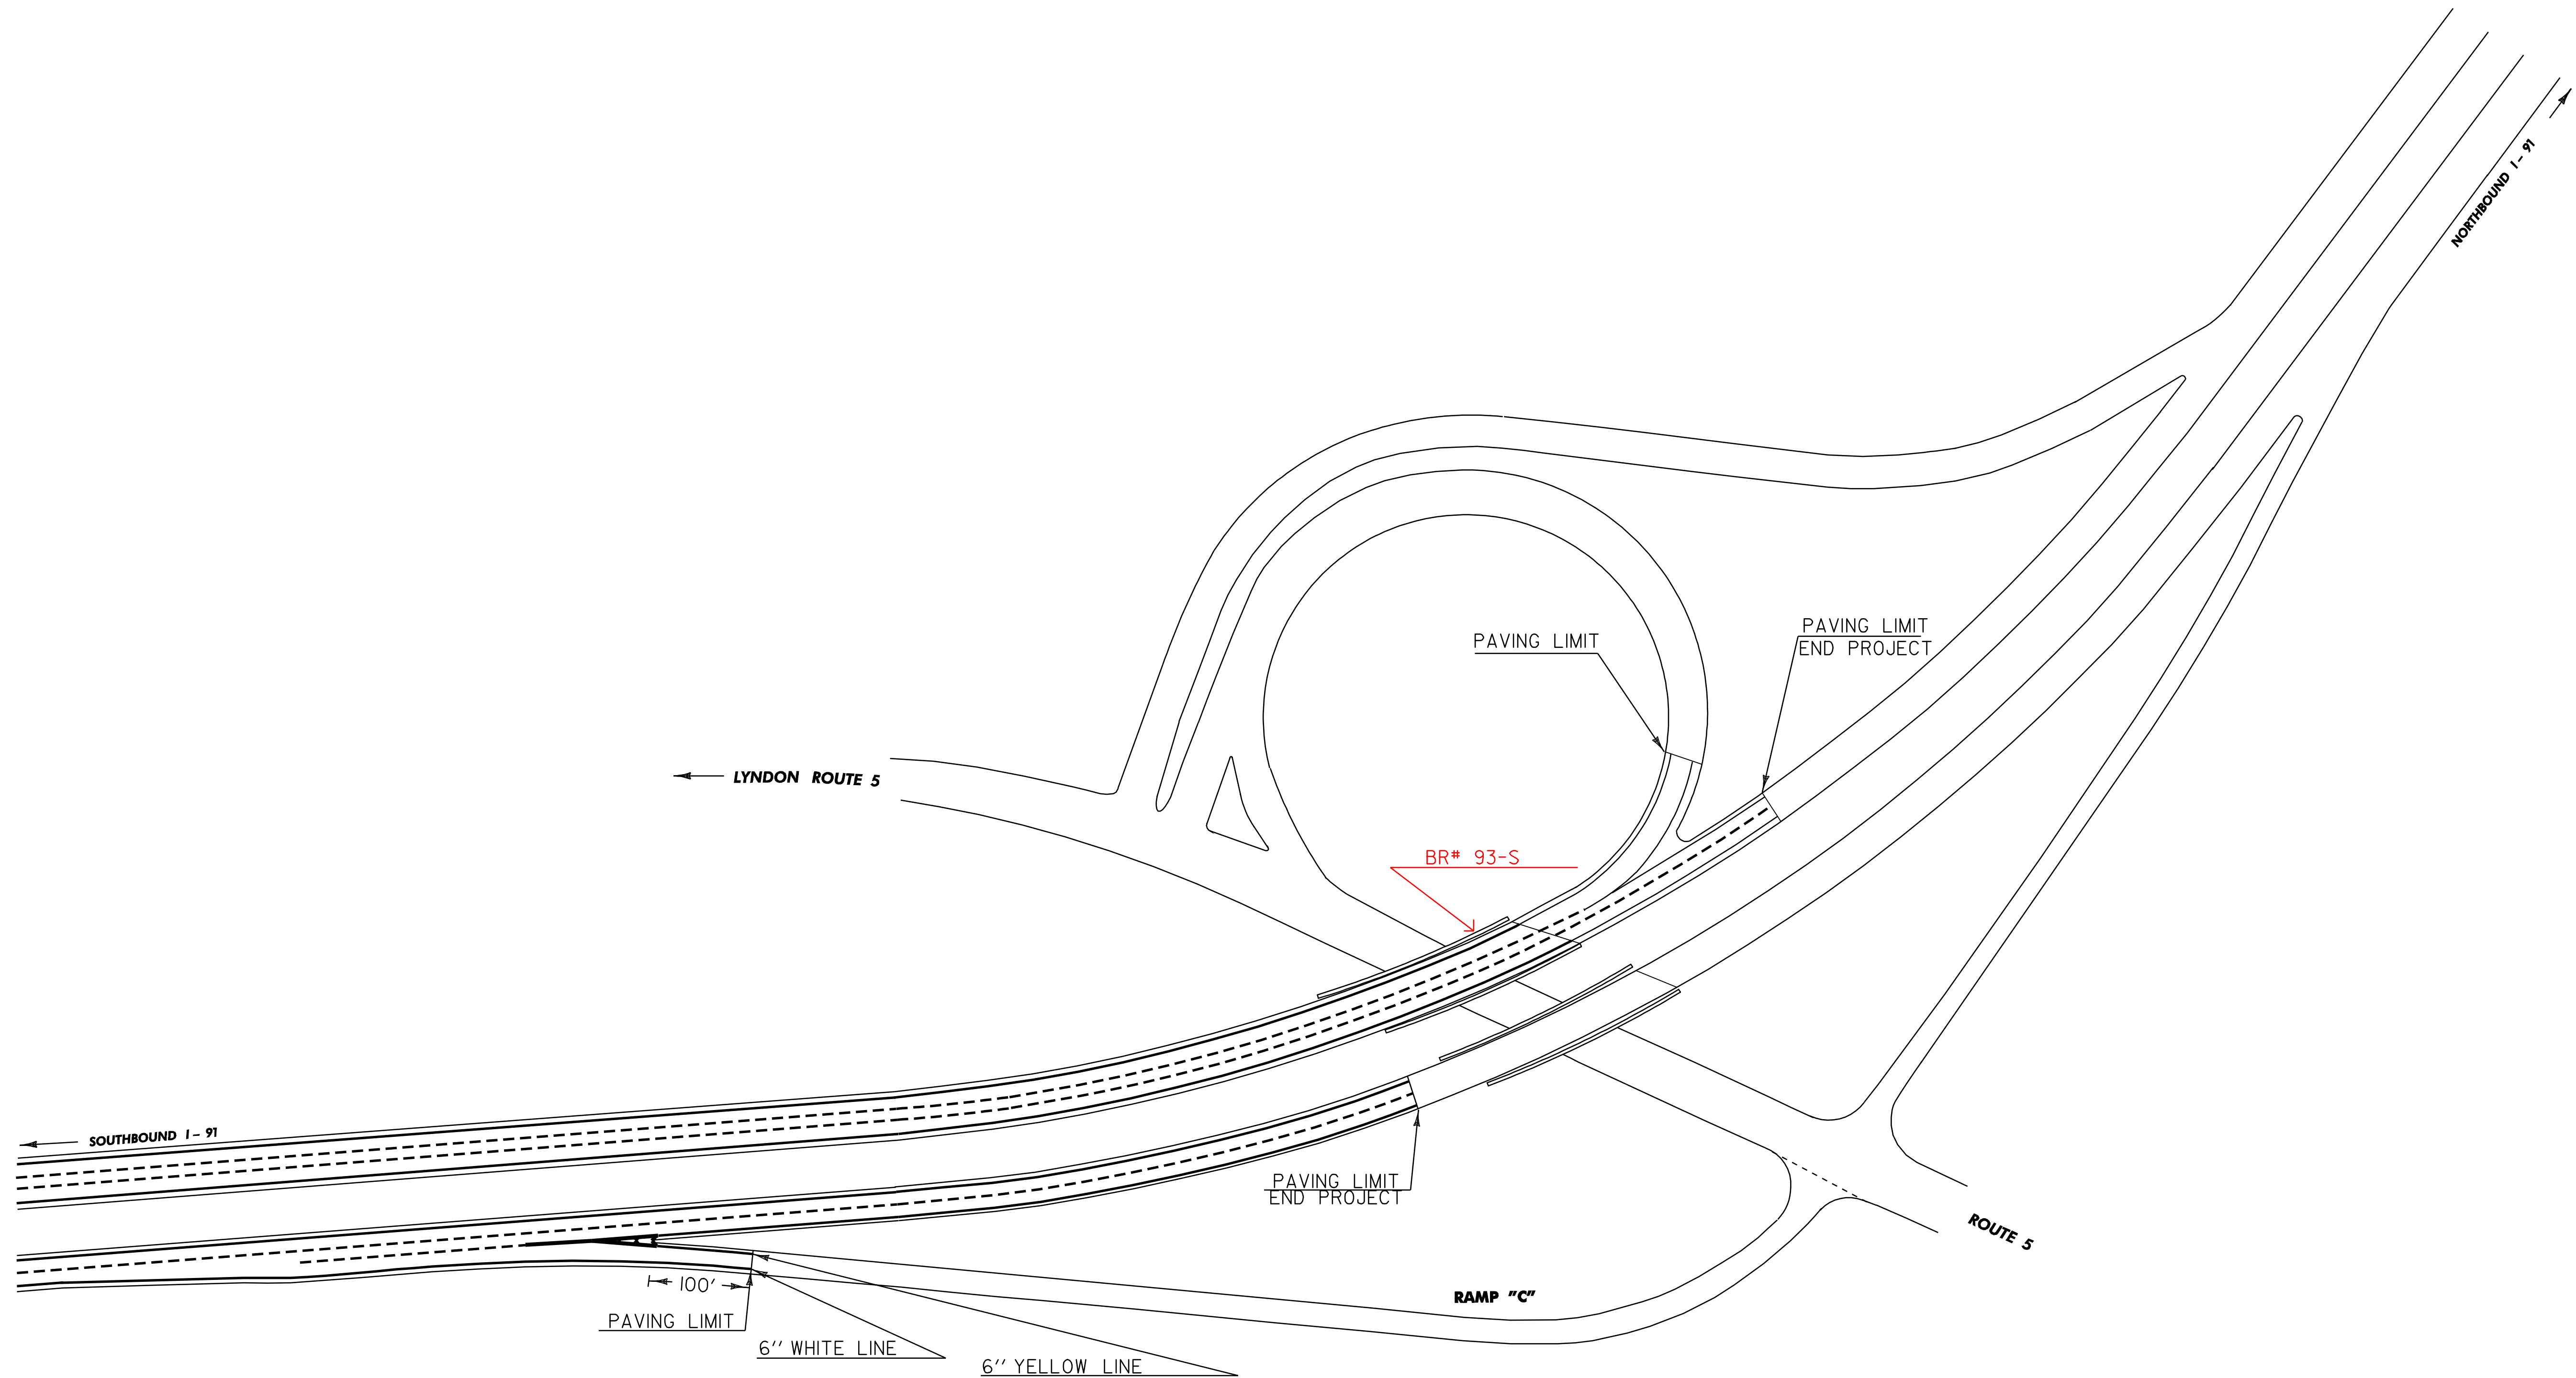 NORTHBOUND I-91
PAVING LIMIT
END PROJECT
PAVING LIMIT
LYNDON ROUTE 5
BR# 93-S
SOUTHBOUND I-91
PAVING LIMIT
END PROJECT
ROUTE 5
100'
RAMP "C"
PAVING LIMIT
6'' WHITE LINE
6'' YELLOW LINE